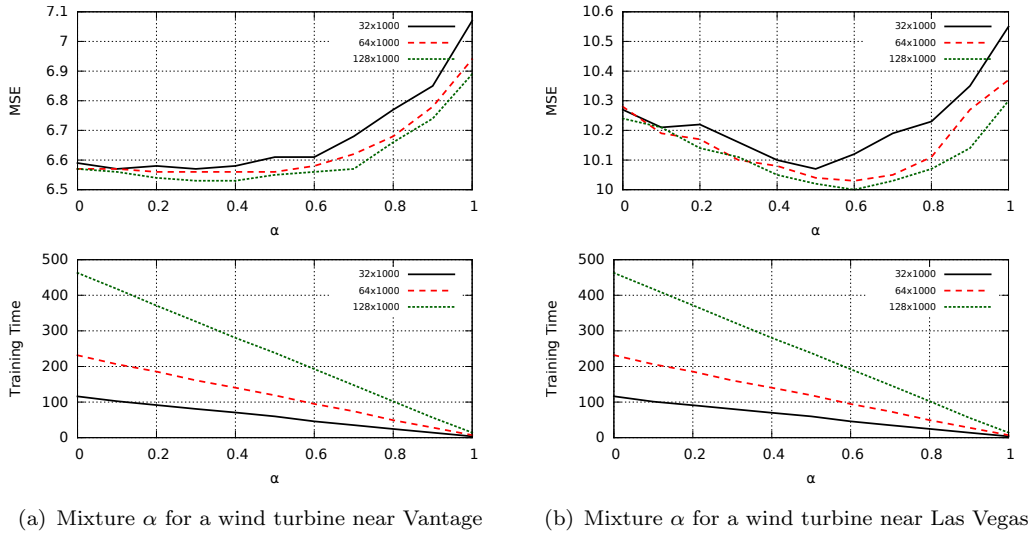 7.1
7
6.9
6.8
6.7
6.6
6.5
MSE
32x1000
64x1000
128x1000
0
0.2
0.4
0.6
0.8
1
α
10.6
10.5
10.4
10.3
10.2
10.1
10
MSE
32x1000
64x1000
128x1000
0
0.2
0.4
0.6
0.8
1
α
500
400
300
200
100
0
Training Time
32x1000
64x1000
128x1000
0
0.2
0.4
0.6
0.8
1
α
500
400
300
200
100
0
Training Time
32x1000
64x1000
128x1000
0
0.2
0.4
0.6
0.8
1
α
(a) Mixture α for a wind turbine near Vantage
(b) Mixture α for a wind turbine near Las Vegas